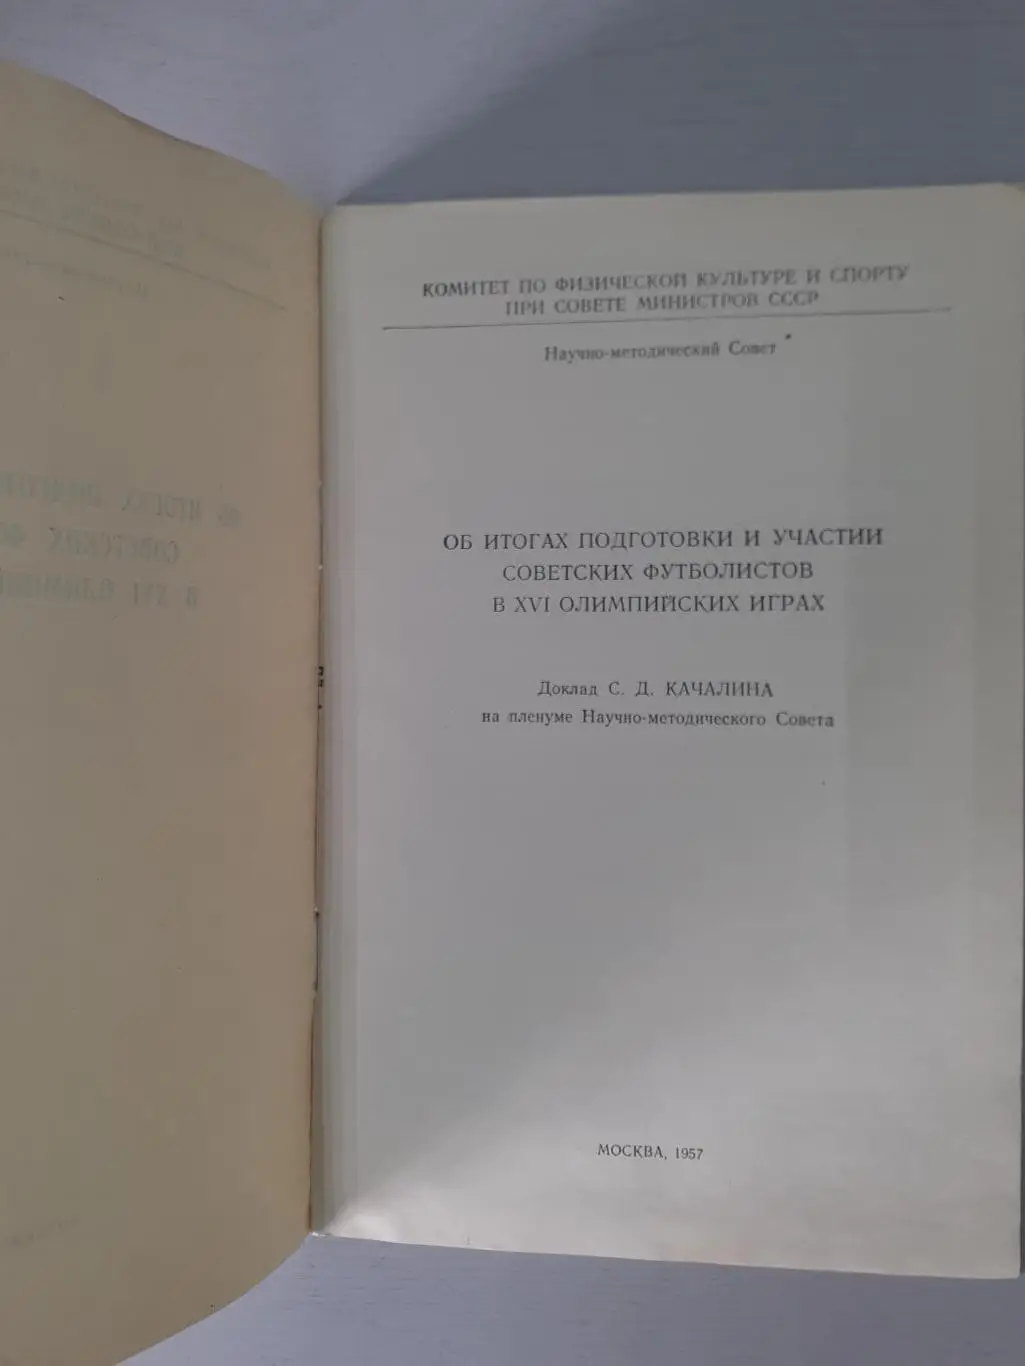 КОМИТЕТ ПО ФИЗИЧЕСКОЙ КУЛЬТУРЕ И СПОРТУ
ПРИ СОВЕТЕ МИНИСТРОВ СССР
Научно-методический Совет
ОБ ИТОГАХ ПОДГОТОВКИ И УЧАСТИИ
СОВЕТСКИХ ФУТБОЛИСТОВ
В XVI ОЛИМПИЙСКИХ ИГРАХ
Доклад С. Д. КАЧАЛИНА
на пленуме Научно-методического Совета
МОСКВА, 1957